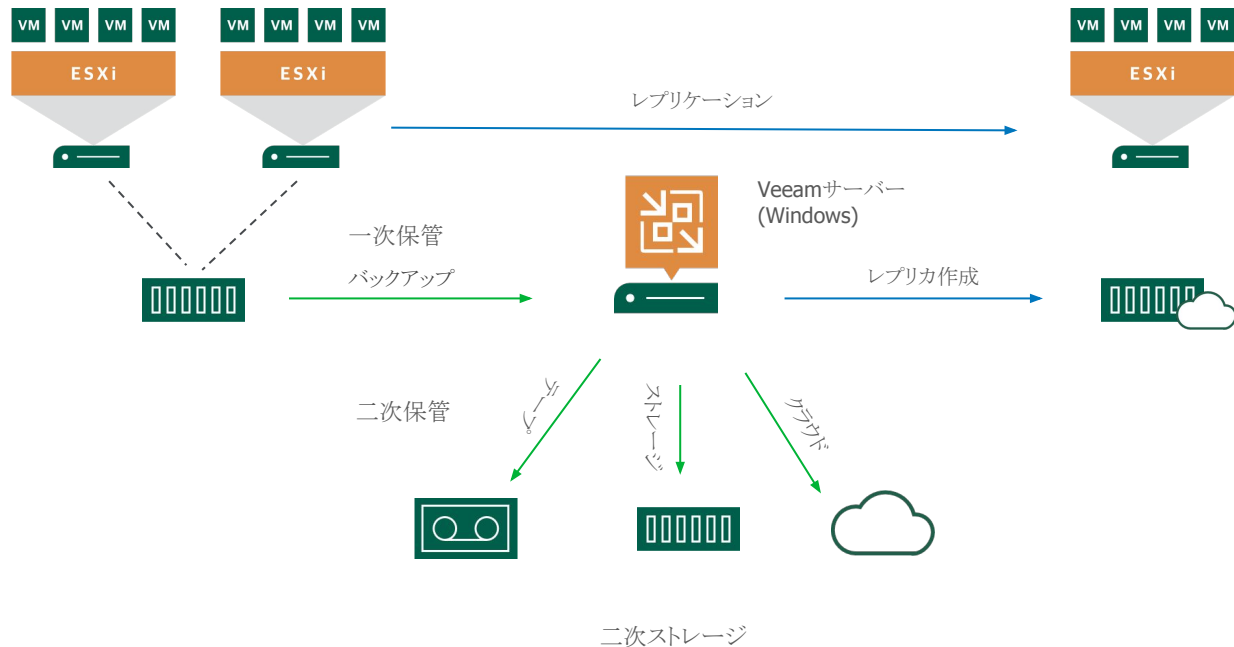 VM VM VM VM
VM VM VM VM
VM VM VM VM
ESXi
ESXi
ESXi
レプリケーション
Veeamサーバー
(Windows)
一次保管
バックアップ
レプリカ作成
二次保管
テープ
ストレージ
クラウド
二次ストレージ